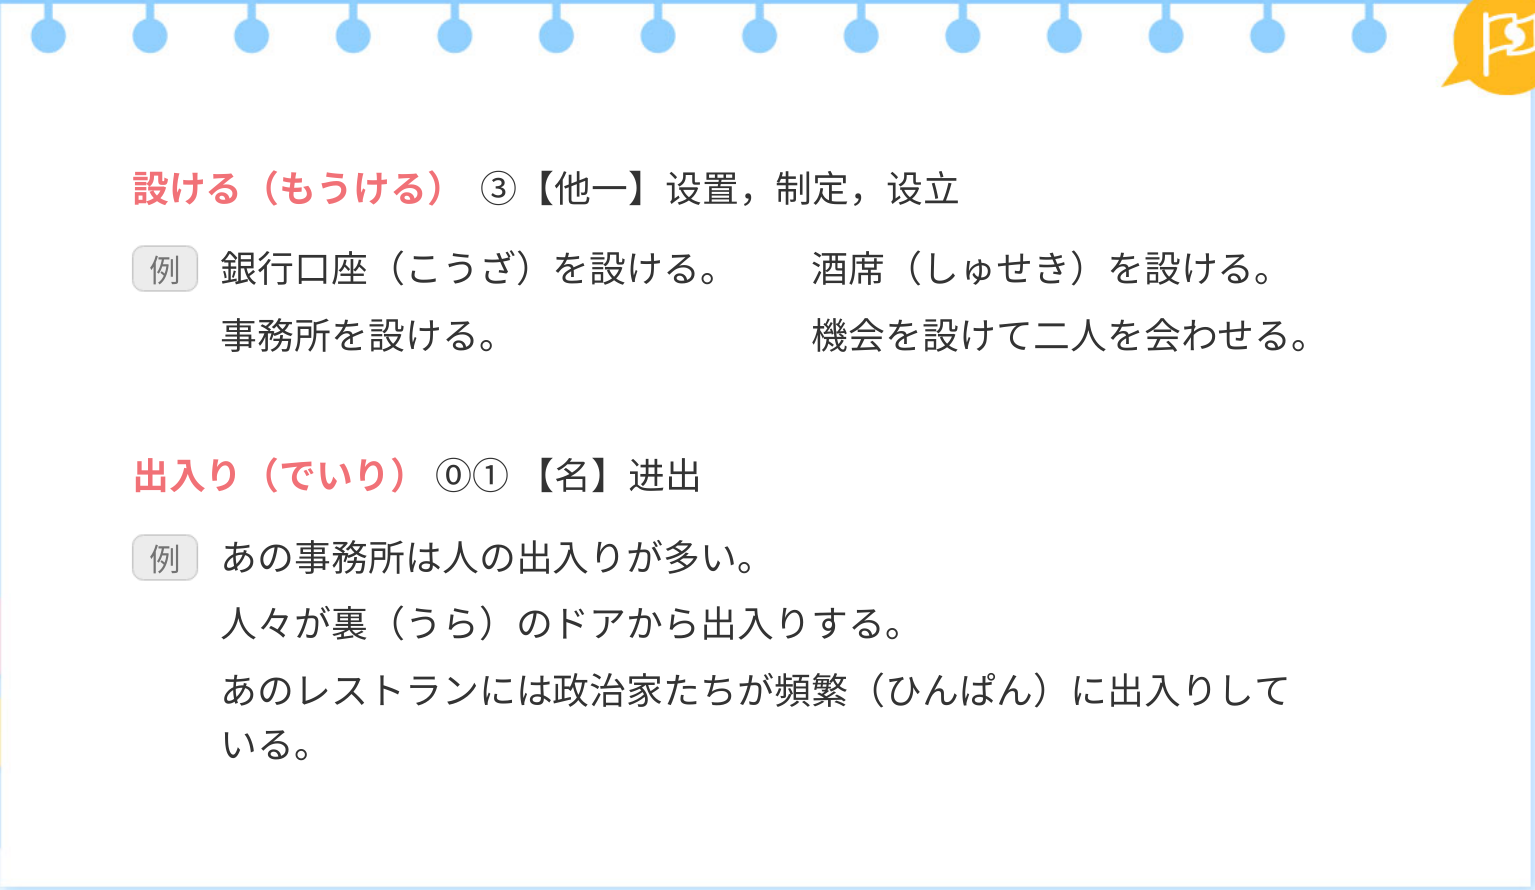 設ける（もうける） ③【他一】设置，制定，设立
例 銀行口座（こうざ）を設ける。 酒席（しゅせき）を設ける。
事務所を設ける。 機会を設けて二人を会わせる。
出入り（でいり）⓪①【名】进出
例 あの事務所は人の出入りが多い。
人々が裏（うら）のドアから出入りする。
あのレストランには政治家たちが頻繁（ひんぱん）に出入りして
いる。